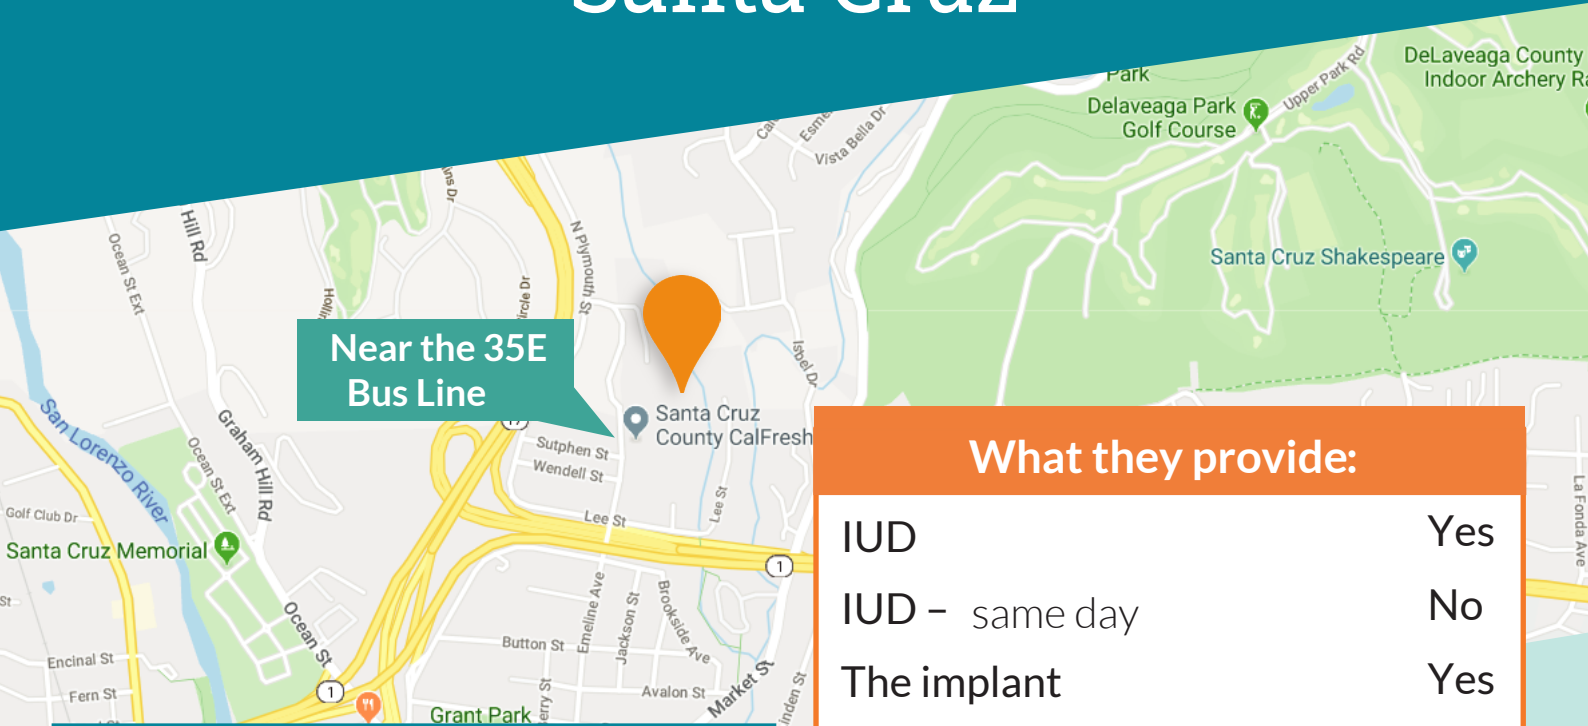 Santa Cruz
DeLaveaga County
Indoor Archery
Park
Upper Park Rd
Delaveaga Park
Golf Course
Vista Bella Dr
Hill Rd
Ocean St Ext
N Plymouth St
Santa Cruz Shakespeare
Near the 35E
Bus Line
Isbel Dr
Santa Cruz
County CalFresh
San Lorenzo River
Graham Hill Rd
Ocean St Ext
Sutphen St
Wendell St
Lee St
Lee St
Golf Club Dr
Santa Cruz Memorial
1
La Fonda Ave
What they provide:
IUD Yes
IUD – same day No
The implant Yes
Ocean St
Emeline Ave
Jackson St
Brookside Ave
Button St
Encinal St
Fern St
1
Avalon St
Market St
Grant Park